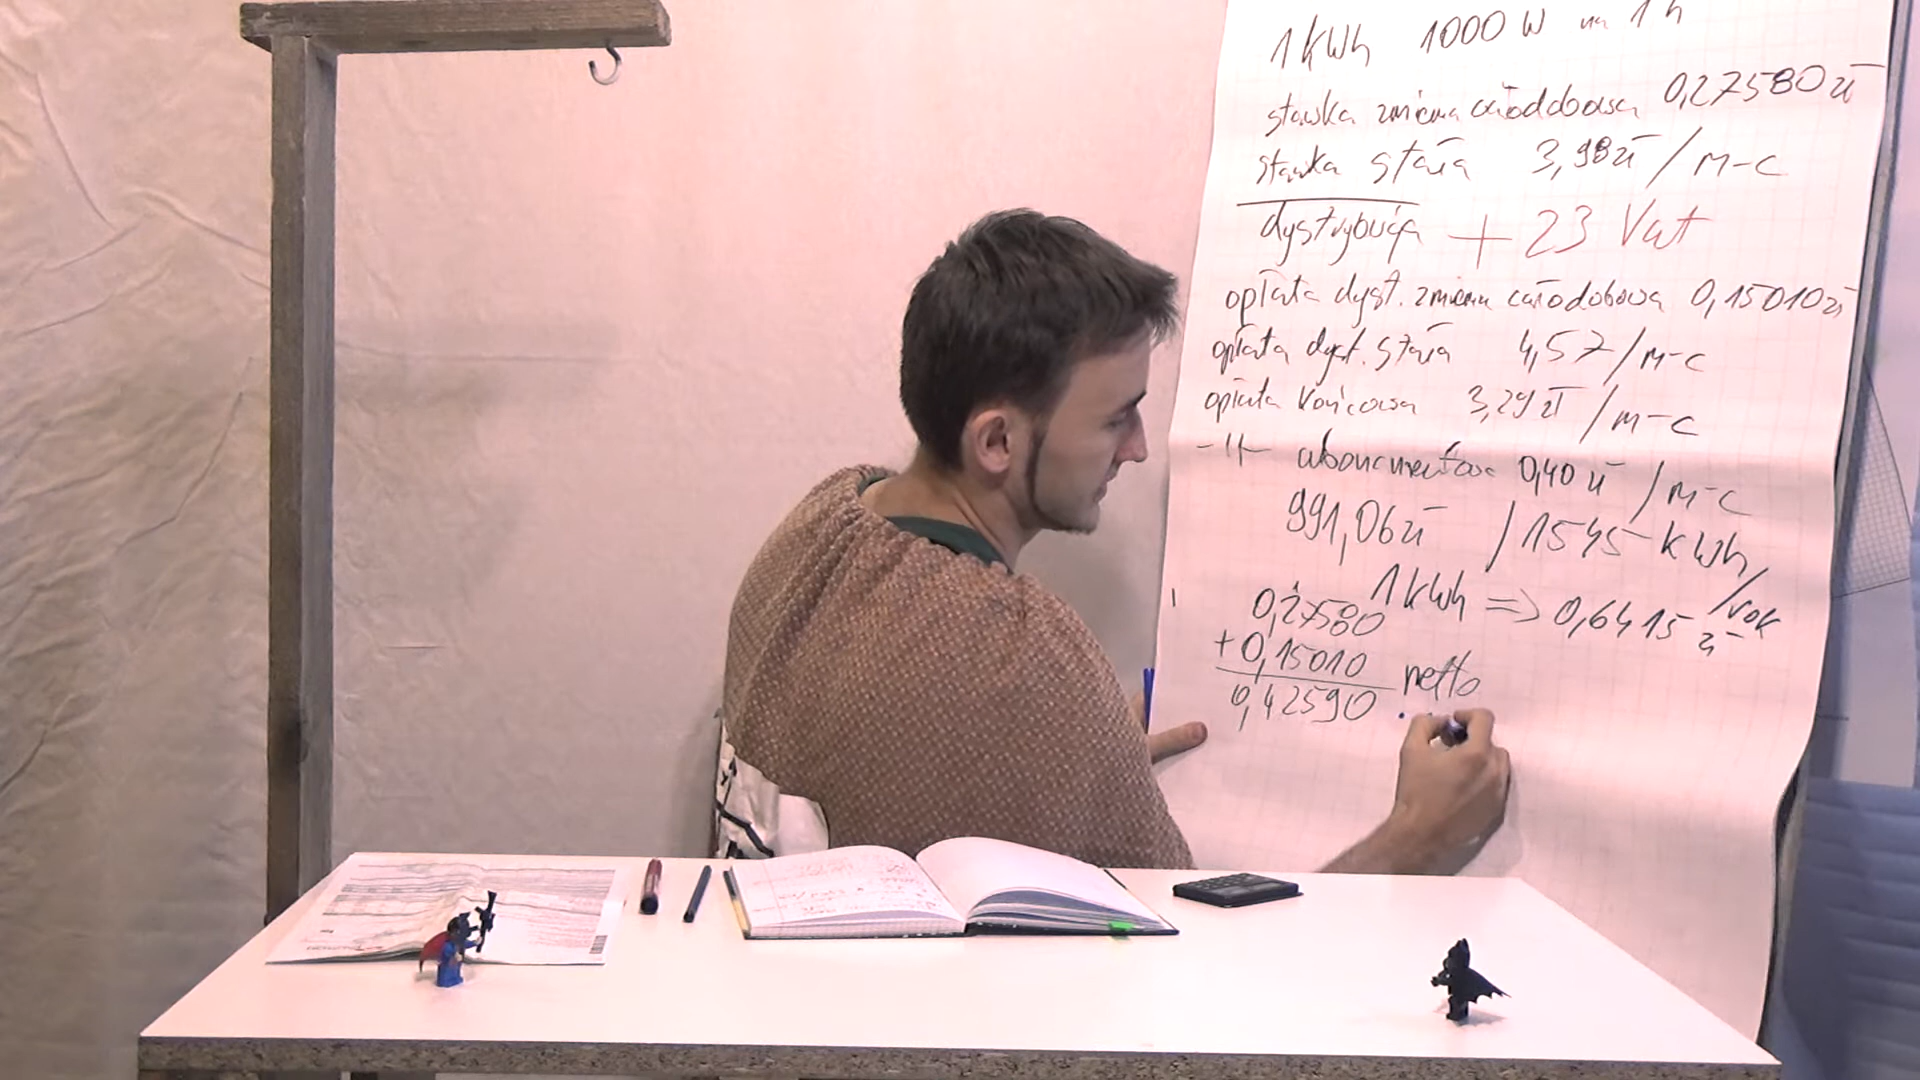 1 kWh 1000 W na 1 h
stawka zmienna całodobowa 0,27580 zł
stawka stała 3,98 zł / m-c
dystrybucja + 23 Vat
opłata dyst. zmienna całodobowa 0,15010 zł
opłata dyst. stała 4,57 / m-c
opłata końcowa 3,29 zł / m-c
-||- abonamentowa 0,40 zł / m-c
991,06 zł / 1545 kWh / rok
1 kWh => 0,6415 zł
0,27580
+ 0,15010
0,42590 netto